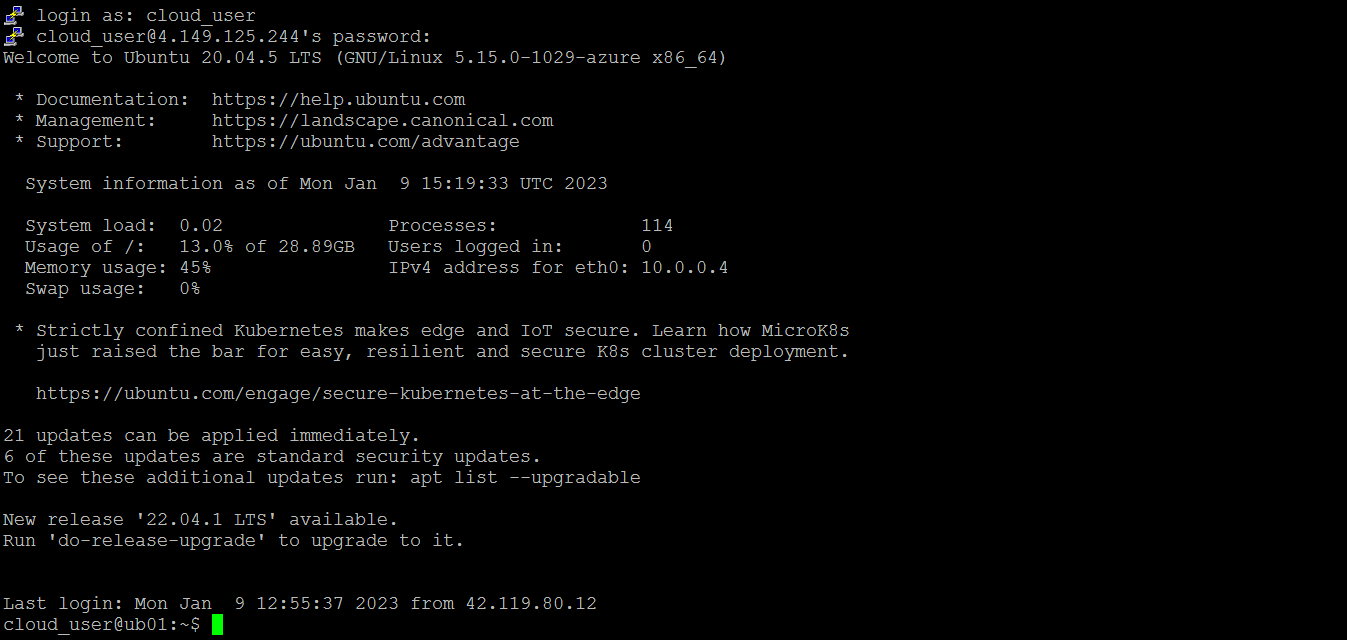 login as: cloud_user
cloud_user@4.149.125.244's password:
Welcome to Ubuntu 20.04.5 LTS (GNU/Linux 5.15.0-1029-azure x86_64)

 * Documentation:  https://help.ubuntu.com
 * Management:     https://landscape.canonical.com
 * Support:        https://ubuntu.com/advantage

  System information as of Mon Jan  9 15:19:33 UTC 2023

  System load:  0.02               Processes:             114
  Usage of /:   13.0% of 28.89GB   Users logged in:       0
  Memory usage: 45%                IPv4 address for eth0: 10.0.0.4
  Swap usage:   0%

 * Strictly confined Kubernetes makes edge and IoT secure. Learn how MicroK8s
   just raised the bar for easy, resilient and secure K8s cluster deployment.

   https://ubuntu.com/engage/secure-kubernetes-at-the-edge

21 updates can be applied immediately.
6 of these updates are standard security updates.
To see these additional updates run: apt list --upgradable

New release '22.04.1 LTS' available.
Run 'do-release-upgrade' to upgrade to it.


Last login: Mon Jan  9 12:55:37 2023 from 42.119.80.12
cloud_user@ub01:~$